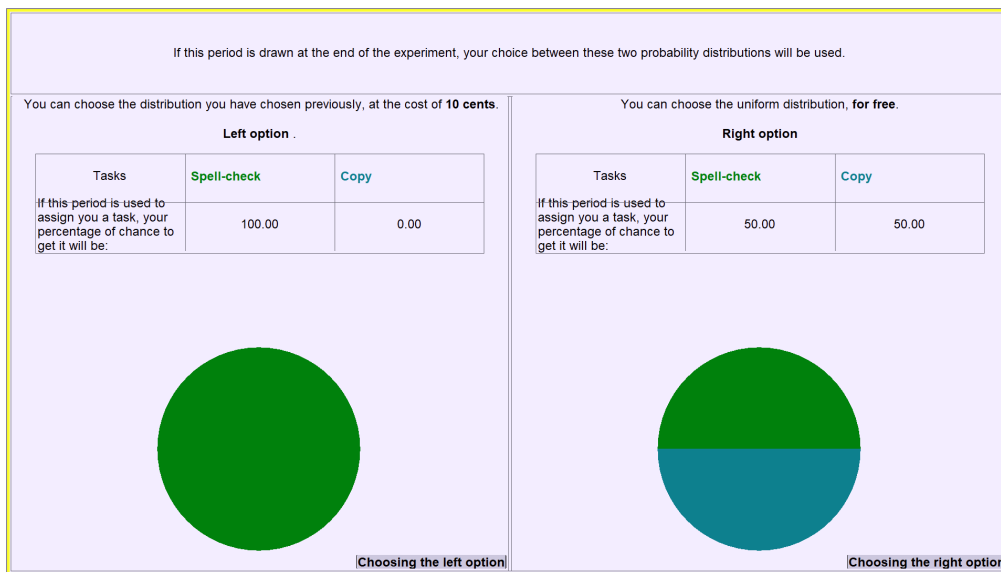 If this period is drawn at the end of the experiment, your choice between these two probability distributions will be used.
You can choose the distribution you have chosen previously, at the cost of 10 cents.
Left option .
Tasks Spell-check Copy
If this period is used to
assign you a task, your
percentage of chance to
get it will be:
100.00 0.00
Choosing the left option
You can choose the uniform distribution, for free.
Right option
Tasks Spell-check Copy
If this period is used to
assign you a task, your
percentage of chance to
get it will be:
50.00 50.00
Choosing the right option